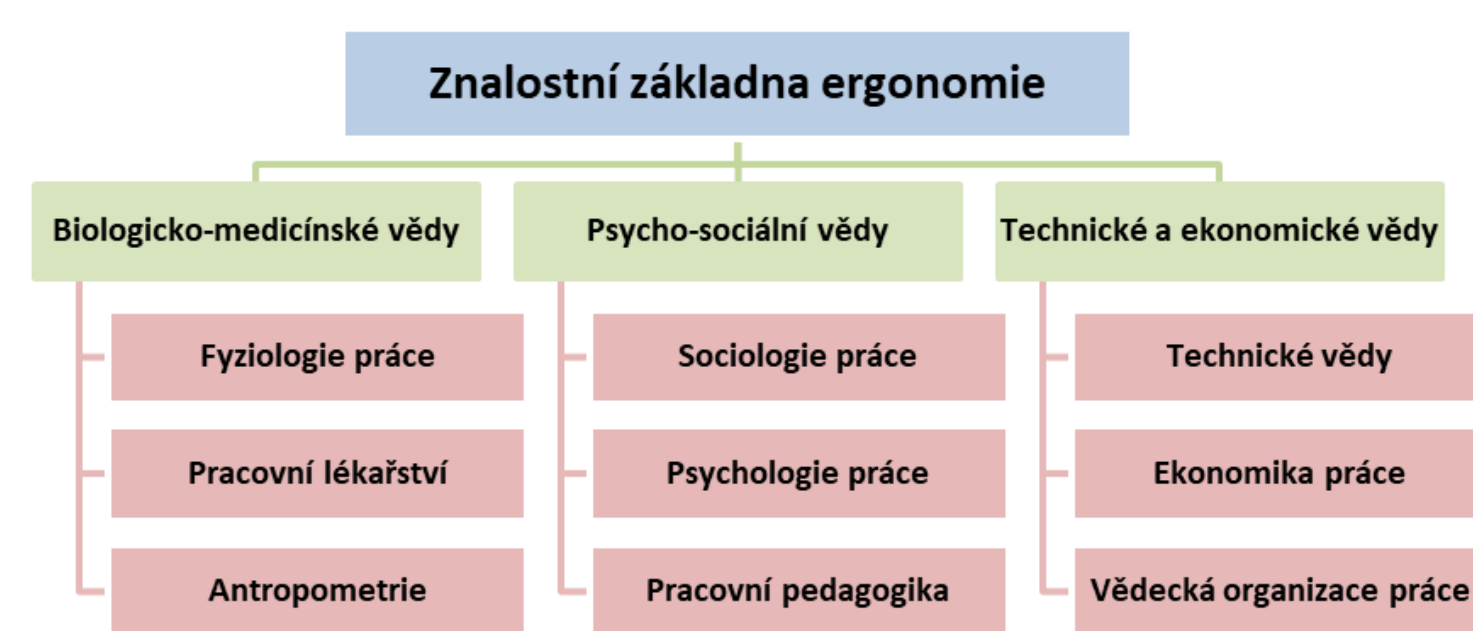 Znalostní základna ergonomie
Biologicko-medicínské vědy
Psycho-sociální vědy
Technické a ekonomické vědy
Fyziologie práce
Sociologie práce
Technické vědy
Pracovní lékařství
Psychologie práce
Ekonomika práce
Antropometrie
Pracovní pedagogika
Vědecká organizace práce